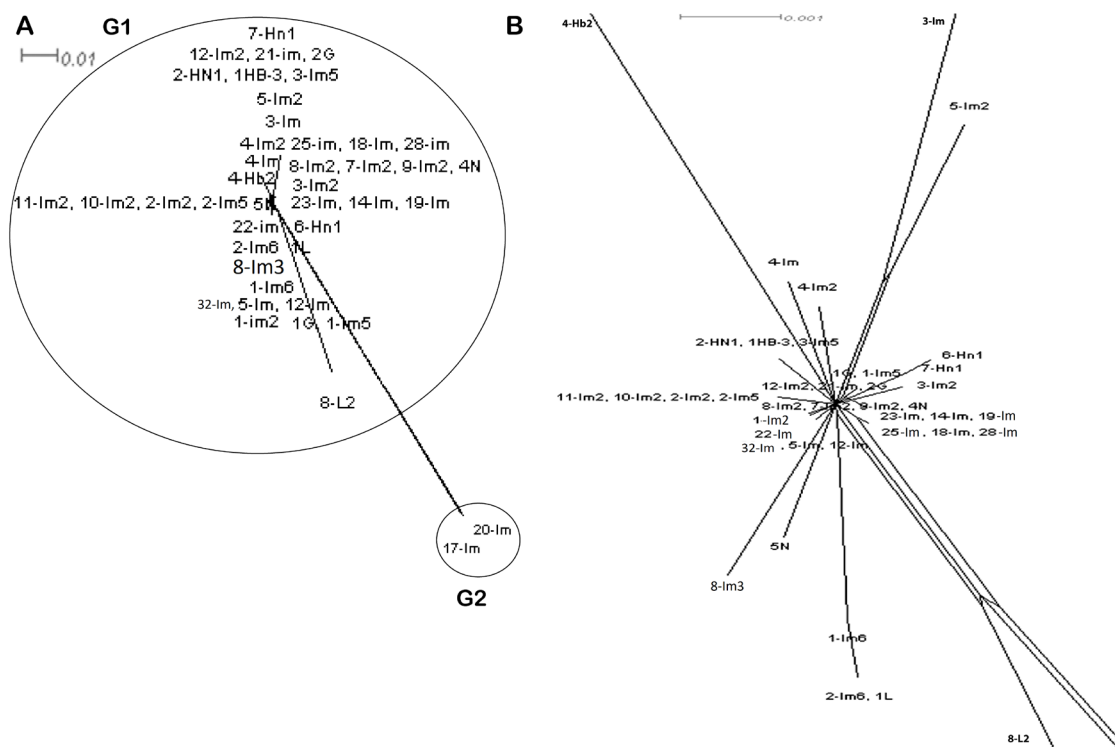 A
G1
0.01
7-Hn1
12-Im2, 21-im, 2G
2-HN1, 1HB-3, 3-Im5
5-Im2
3-Im
4-Im2 25-im, 18-Im, 28-im
4-Im
8-Im2, 7-Im2, 9-Im2, 4N
4-Hb2
3-Im2
11-Im2, 10-Im2, 2-Im2, 2-Im5 5N 23-Im, 14-Im, 19-Im
22-im 6-Hn1
2-Im6 1L
8-Im3
1-Im6
32-Im, 5-Im, 12-Im
1-im2 1G, 1-Im5
8-L2
20-Im
17-Im
G2
B
0.001
4-Hb2
3-Im
5-Im2
4-Im
4-Im2
2-HN1, 1HB-3, 3-Im5
6-Hn1
7-Hn1
1G, 1-Im5
12-Im2, 21-im, 2G
3-Im2
11-Im2, 10-Im2, 2-Im2, 2-Im5
8-Im2, 7-Im2, 9-Im2, 4N
23-Im, 14-Im, 19-Im
1-Im2
25-Im, 18-Im, 28-Im
22-Im
32-Im , 5-Im, 12-Im
5N
8-Im3
1-Im6
2-Im6, 1L
8-L2